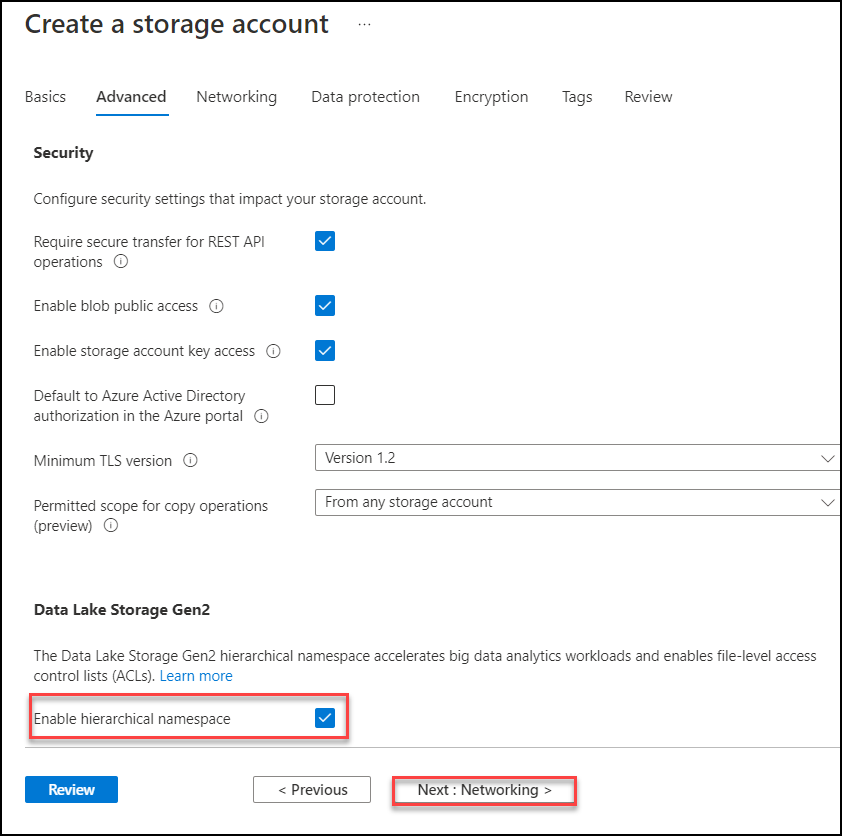 Create a storage account ...
Basics Advanced Networking Data protection Encryption Tags Review
Security
Configure security settings that impact your storage account.
Require secure transfer for REST API
operations
Enable blob public access
Enable storage account key access
Default to Azure Active Directory
authorization in the Azure portal
Minimum TLS version Version 1.2
Permitted scope for copy operations From any storage account
(preview)
Data Lake Storage Gen2
The Data Lake Storage Gen2 hierarchical namespace accelerates big data analytics workloads and enables file-level access
control lists (ACLs). Learn more
Enable hierarchical namespace
Review < Previous Next : Networking >